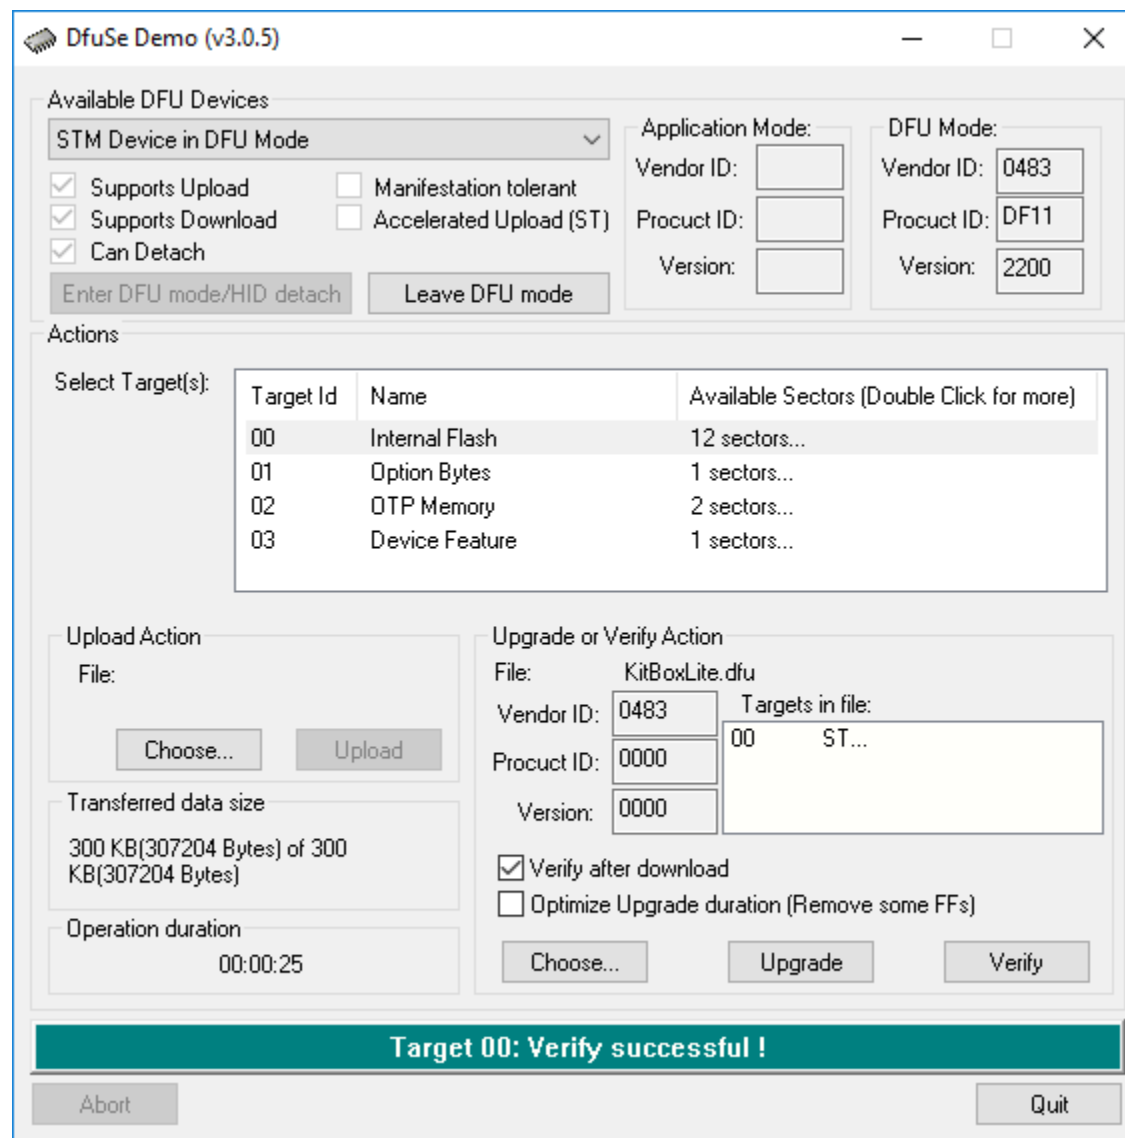 DfuSe Demo (v3.0.5)
Available DFU Devices
STM Device in DFU Mode
Supports Upload
Manifestation tolerant
Supports Download
Accelerated Upload (ST)
Can Detach
Enter DFU mode/HID detach
Leave DFU mode
Application Mode:
Vendor ID:
Procuct ID:
Version:
DFU Mode:
Vendor ID: 0483
Procuct ID: DF11
Version: 2200
Actions
Select Target(s):
Target Id Name Available Sectors (Double Click for more)
00 Internal Flash 12 sectors...
01 Option Bytes 1 sectors...
02 OTP Memory 2 sectors...
03 Device Feature 1 sectors...
Upload Action
File:
Choose... Upload
Transferred data size
300 KB(307204 Bytes) of 300
KB(307204 Bytes)
Operation duration
00:00:25
Upgrade or Verify Action
File: KitBoxLite.dfu
Vendor ID: 0483
Procuct ID: 0000
Version: 0000
Targets in file:
00 ST...
Verify after download
Optimize Upgrade duration (Remove some FFs)
Choose... Upgrade Verify
Target 00: Verify successful !
Abort Quit